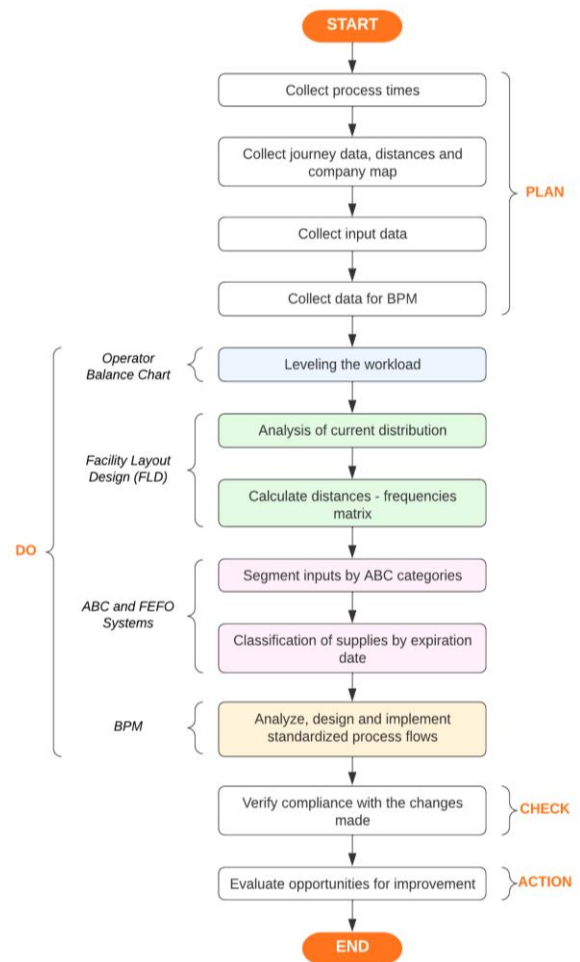 START
Collect process times
Collect journey data, distances and
company map
PLAN
Collect input data
Collect data for BPM
Operator
Balance Chart
Leveling the workload
Analysis of current distribution
Facility Layout
Design (FLD)
Calculate distances - frequencies
matrix
DO
Segment inputs by ABC categories
ABC and FEFO
Systems
Classification of supplies by expiration
date
BPM
Analyze, design and implement
standardized process flows
Verify compliance with the changes
made
CHECK
Evaluate opportunities for improvement
ACTION
END